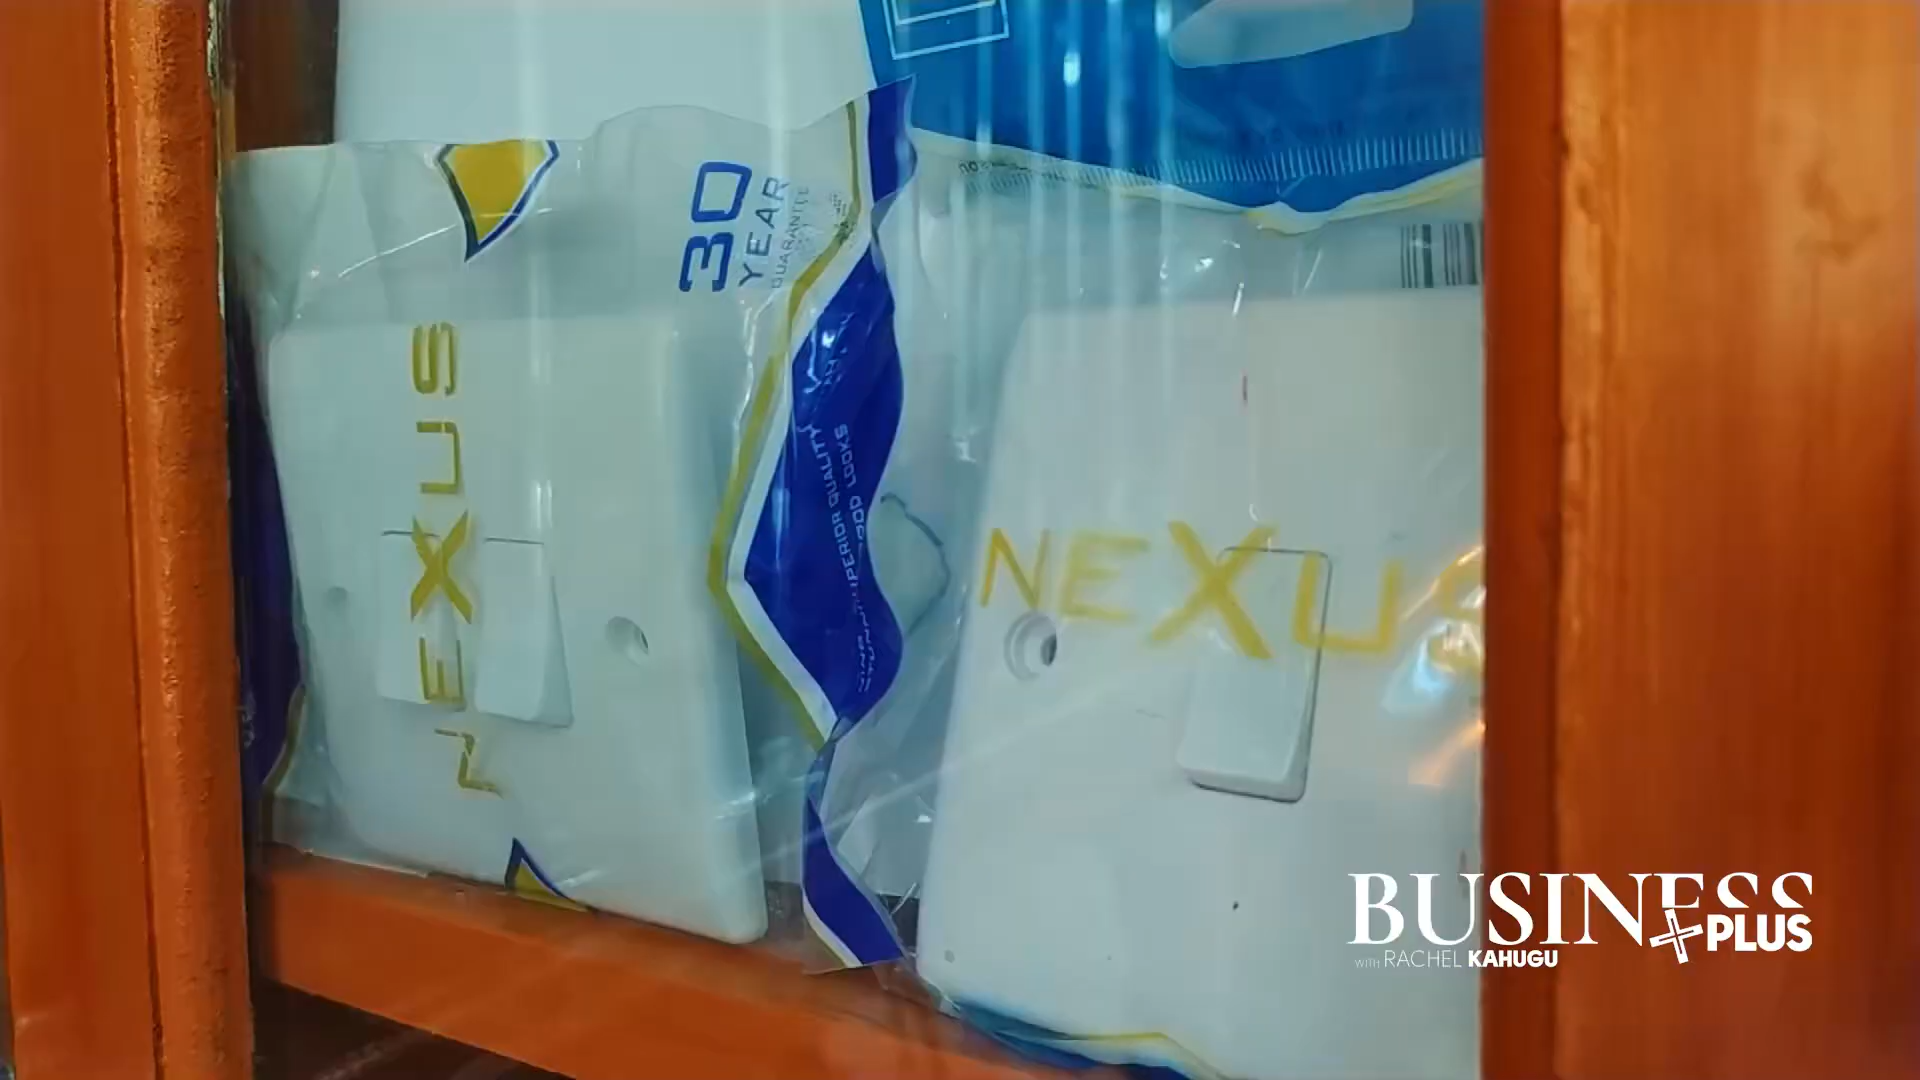 30
YEAR
GUARANTEE
NEXUS
SUPERIOR QUALITY
GOOD LOOKS
NEXUS
BUSINESS
PLUS
WITH RACHEL KAHUGU